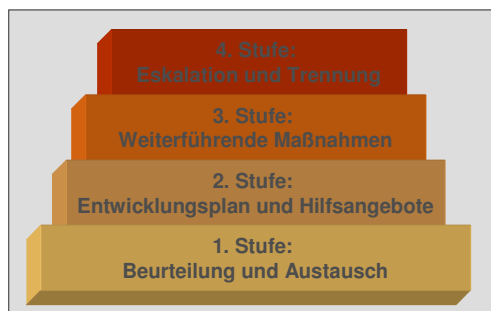 4. Stufe:
Eskalation und Trennung
3. Stufe:
Weiterführende Maßnahmen
2. Stufe:
Entwicklungsplan und Hilfsangebote
1. Stufe:
Beurteilung und Austausch